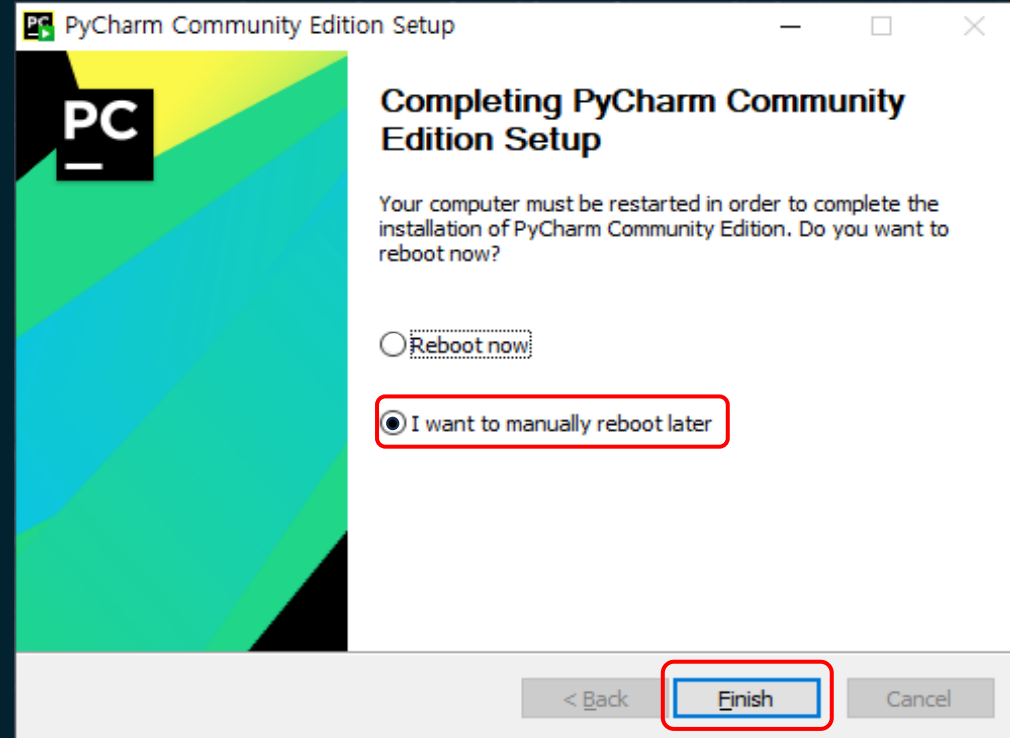 PyCharm Community Edition Setup
PC
Completing PyCharm Community
Edition Setup
Your computer must be restarted in order to complete the
installation of PyCharm Community Edition. Do you want to
reboot now?
Reboot now
I want to manually reboot later
< Back
Finish
Cancel